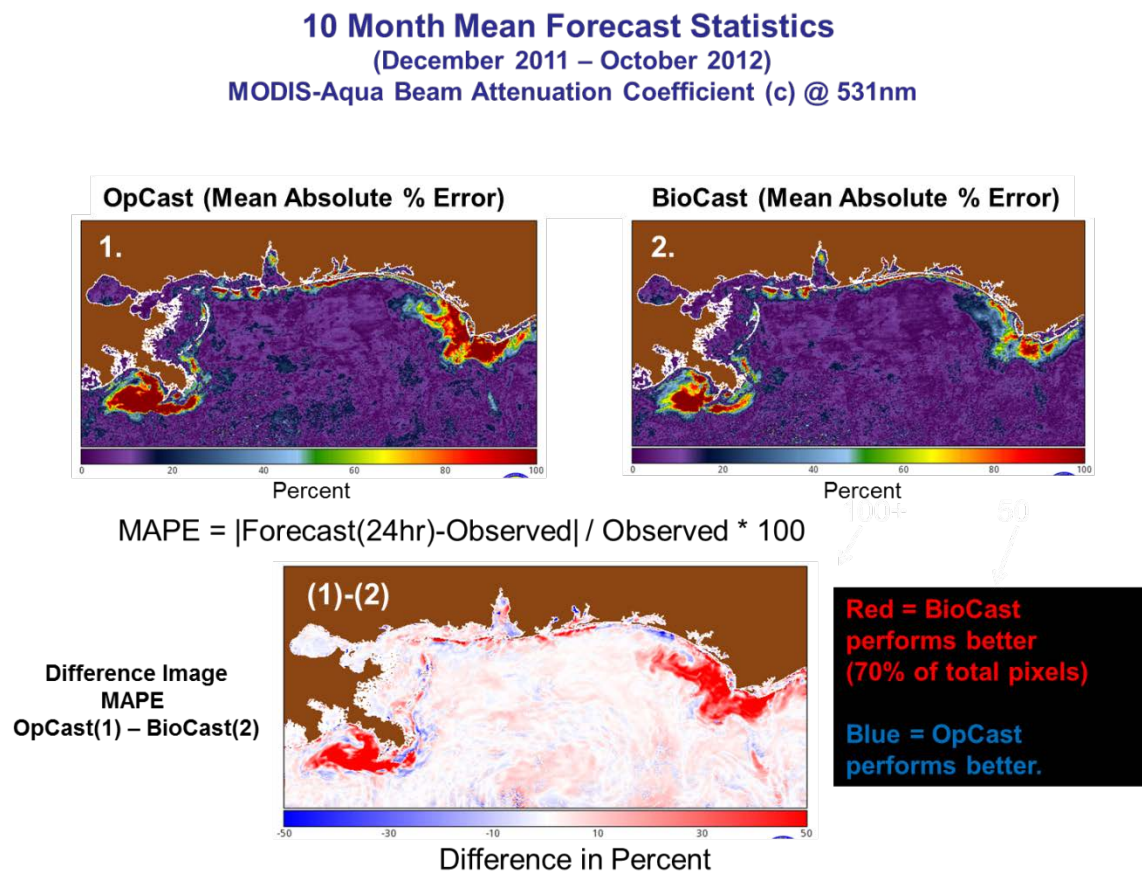 10 Month Mean Forecast Statistics
(December 2011 – October 2012)
MODIS-Aqua Beam Attenuation Coefficient (c) @ 531nm
OpCast (Mean Absolute % Error)
BioCast (Mean Absolute % Error)
1.
2.
0 20 40 60 80 100
0 20 40 60 80 100
Percent
Percent
100+
50
MAPE = |Forecast(24hr)-Observed| / Observed * 100
(1)-(2)
Red = BioCast
performs better
(70% of total pixels)
Blue = OpCast
performs better.
Difference Image
MAPE
OpCast(1) – BioCast(2)
-50 -30 -10 10 30 50
Difference in Percent